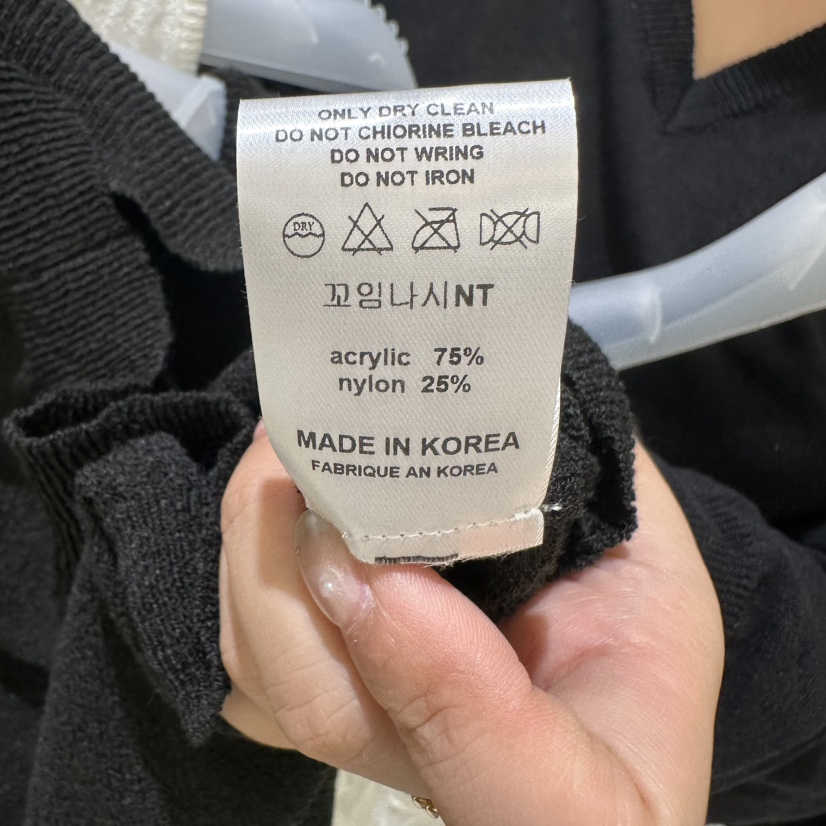 ONLY DRY CLEAN
DO NOT CHIORINE BLEACH
DO NOT WRING
DO NOT IRON
DRY
꼬임나시NT
acrylic 75%
nylon 25%
MADE IN KOREA
FABRIQUE AN KOREA